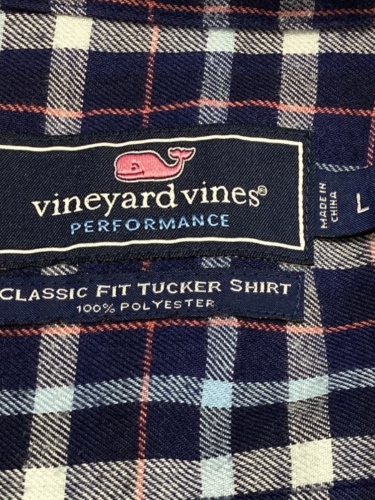 vineyard vines®
PERFORMANCE
MADE IN
CHINA
L
CLASSIC FIT TUCKER SHIRT
100% POLYESTER